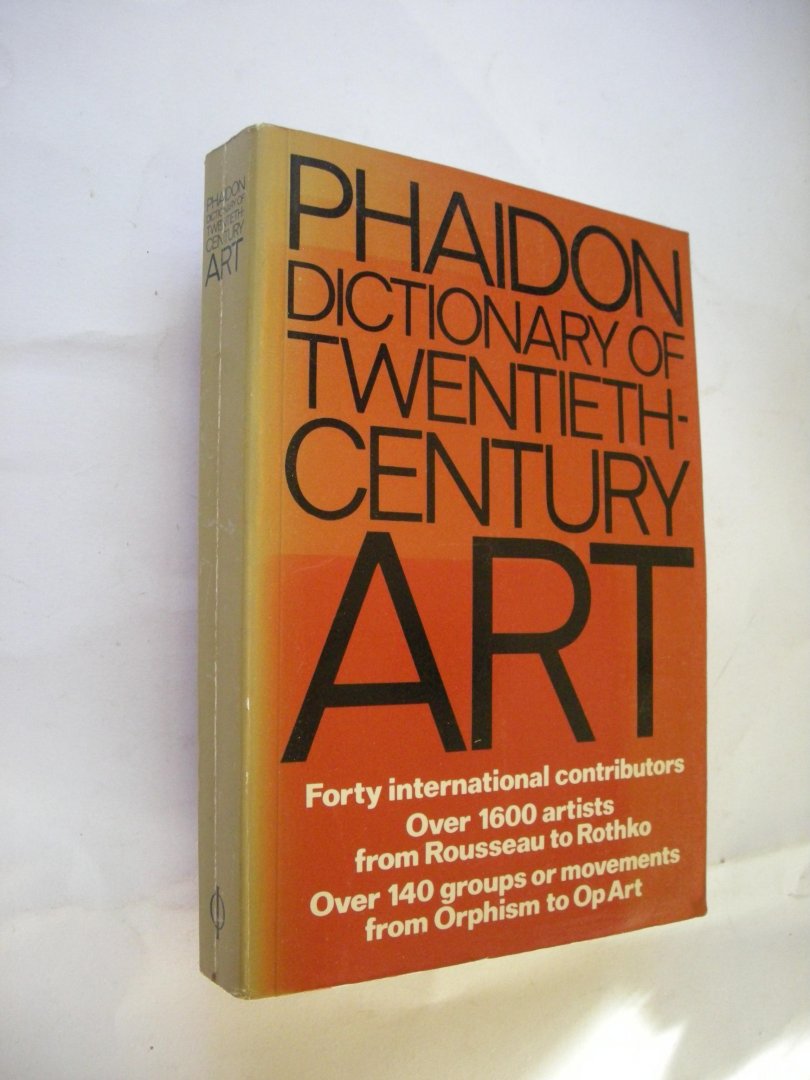 PHAIDON
DICTIONARY OF
TWENTIETH-
CENTURY
ART
PHAIDON
DICTIONARY OF
TWENTIETH-
CENTURY
ART
Forty international contributors
Over 1600 artists
from Rousseau to Rothko
Over 140 groups or movements
from Orphism to Op Art